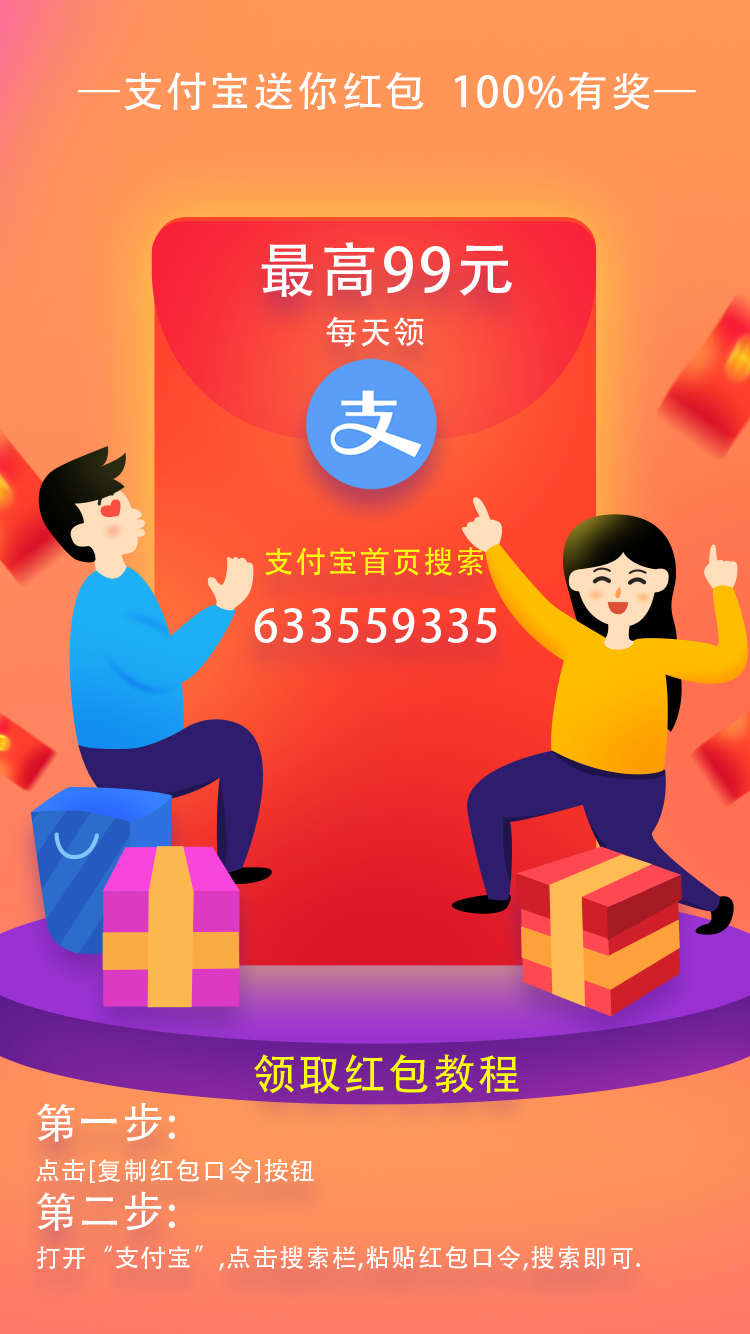 —支付宝送你红包 100%有奖—
最高99元
每天领
支
支付宝首页搜索
633559335
领取红包教程
第一步:
点击[复制红包口令]按钮
第二步:
打开“支付宝”,点击搜索栏,粘贴红包口令,搜索即可.